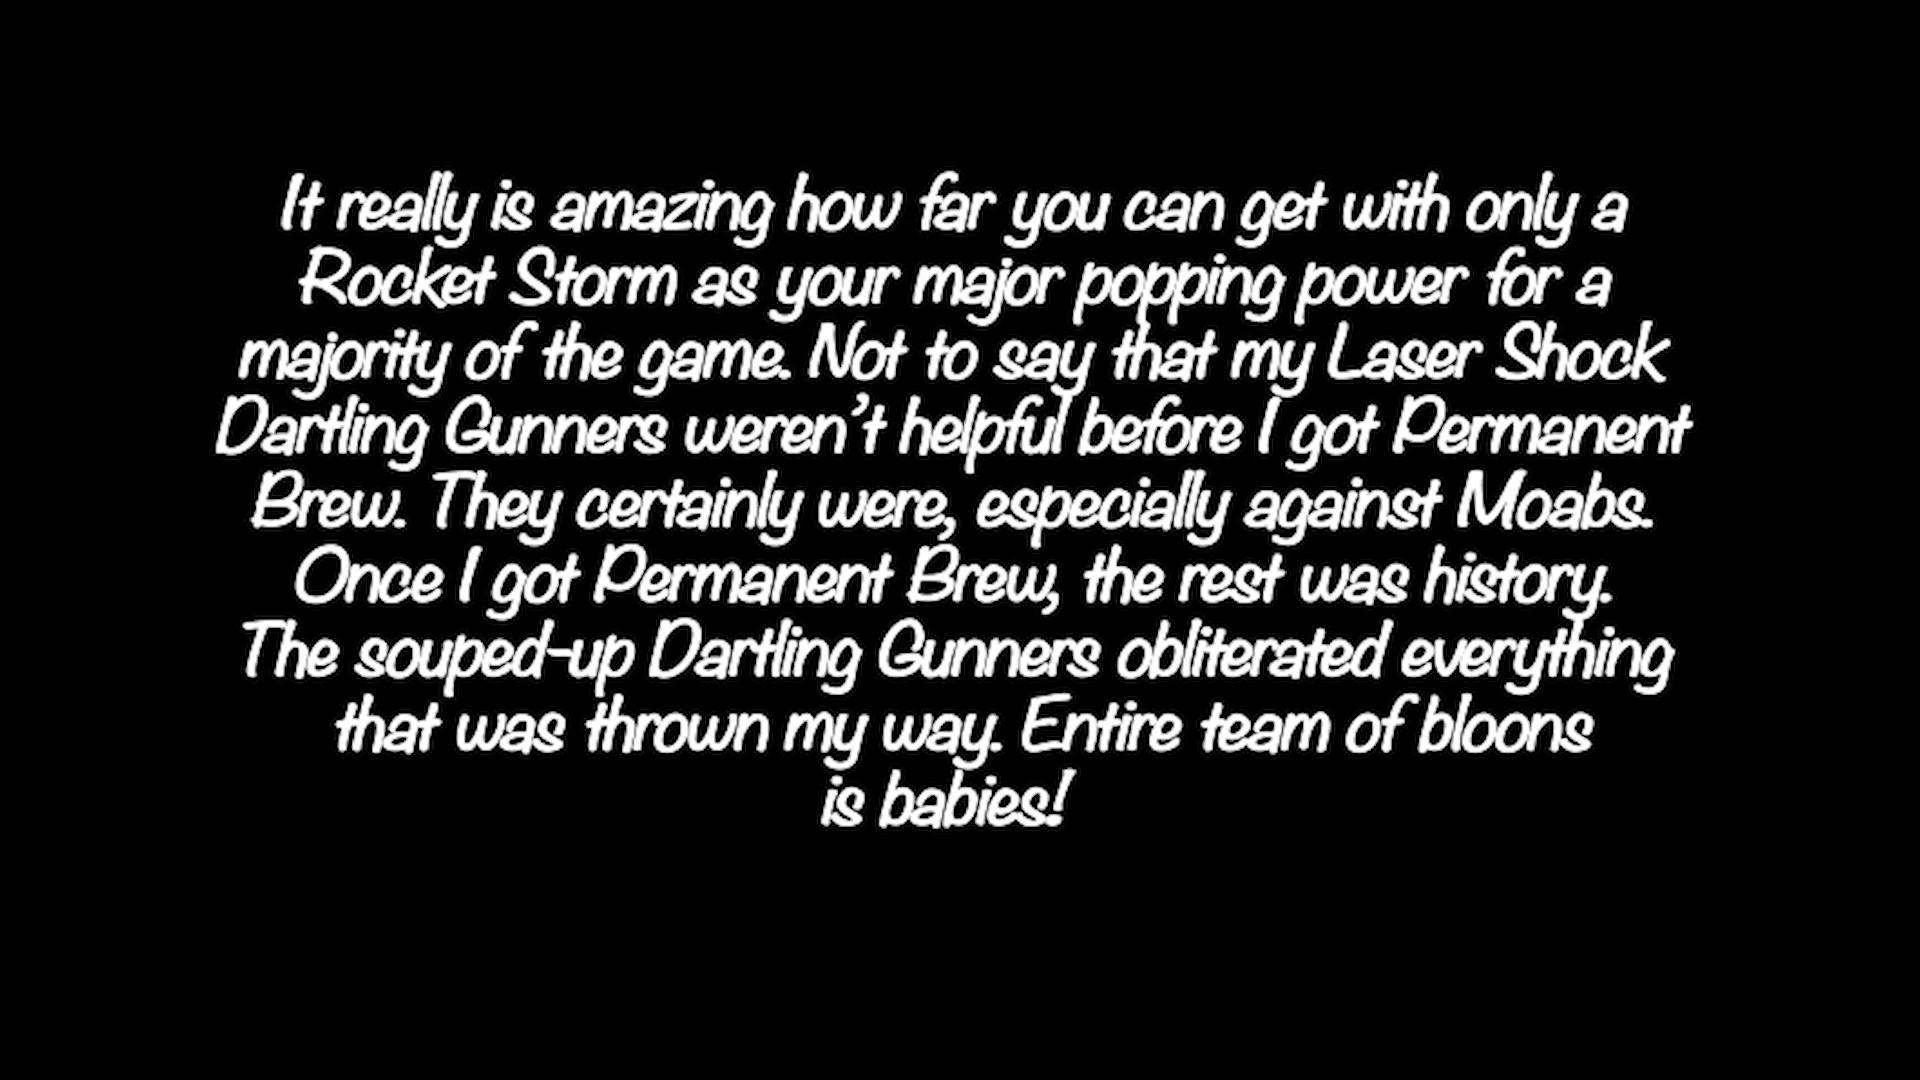 It really is amazing how far you can get with only a
Rocket Storm as your major popping power for a
majority of the game. Not to say that my Laser Shock
Dartling Gunners weren't helpful before I got Permanent
Brew. They certainly were, especially against Moabs.
Once I got Permanent Brew, the rest was history.
The souped-up Dartling Gunners obliterated everything
that was thrown my way. Entire team of bloons
is babies!